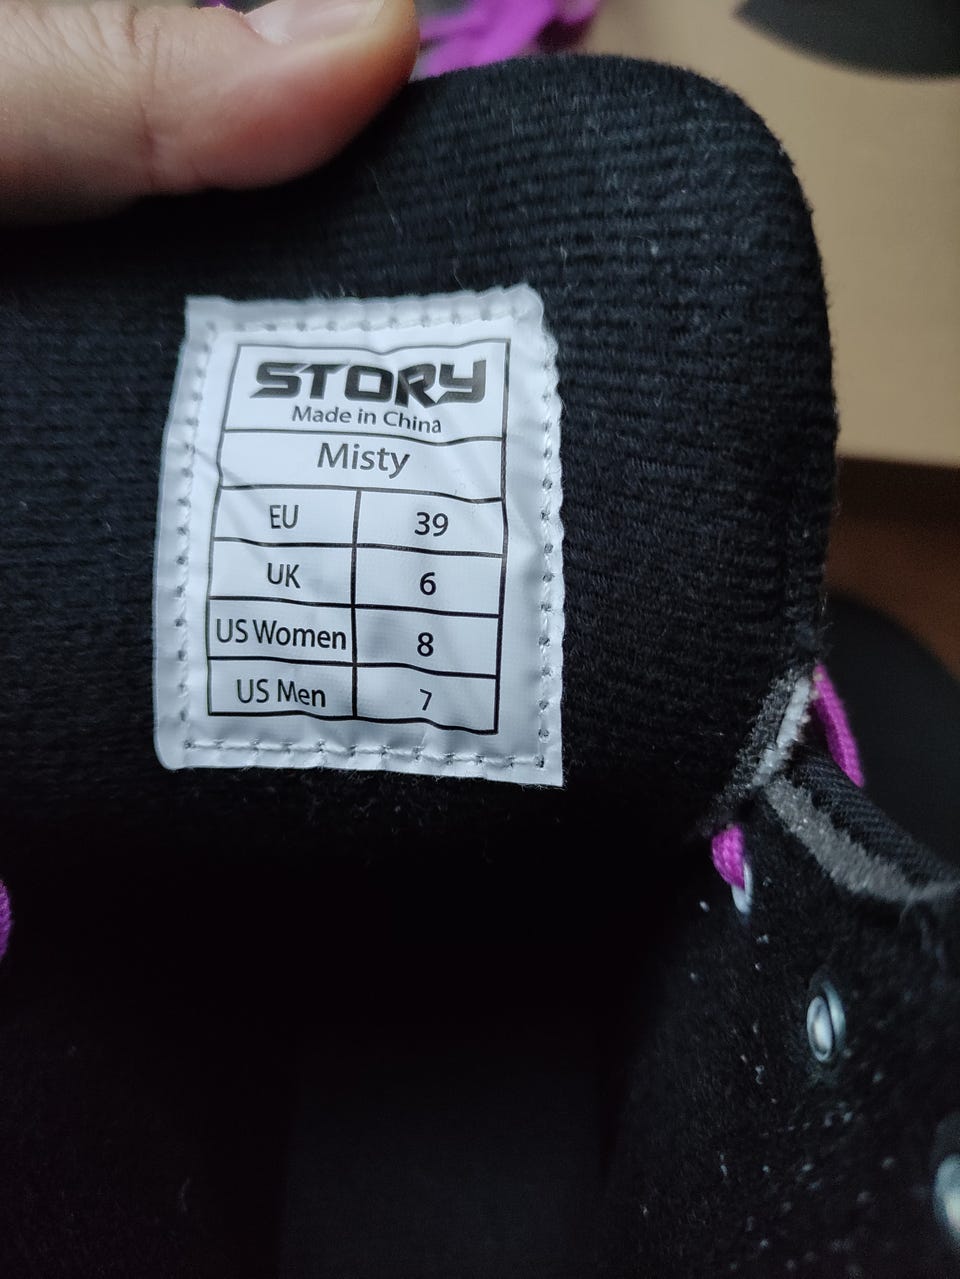 STORY
Made in China
Misty
EU 39
UK 6
US Women 8
US Men 7